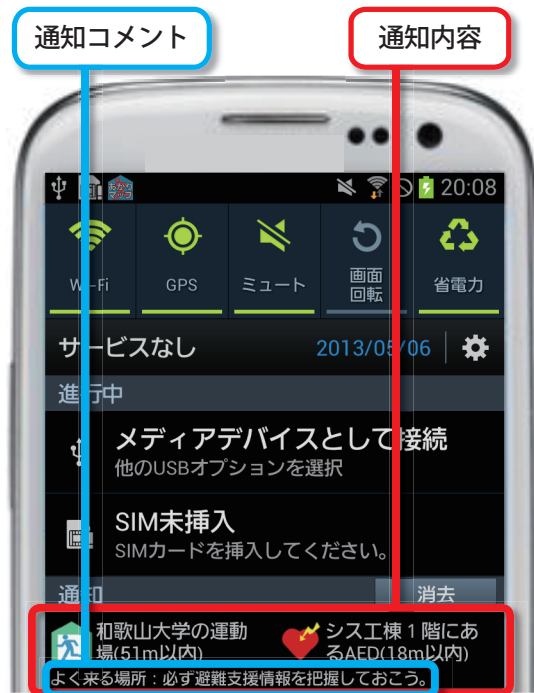 通知コメント
通知内容
20:08
Wi-Fi
GPS
ミュート
画面
回転
省電力
サービスなし
2013/05/06
進行中
メディアデバイスとして接続
他のUSBオプションを選択
SIM未挿入
SIMカードを挿入してください。
通知
消去
和歌山大学の運動
場(51m以内)
シス工棟1階にあ
るAED(18m以内)
よく来る場所：必ず避難支援情報を把握しておこう。